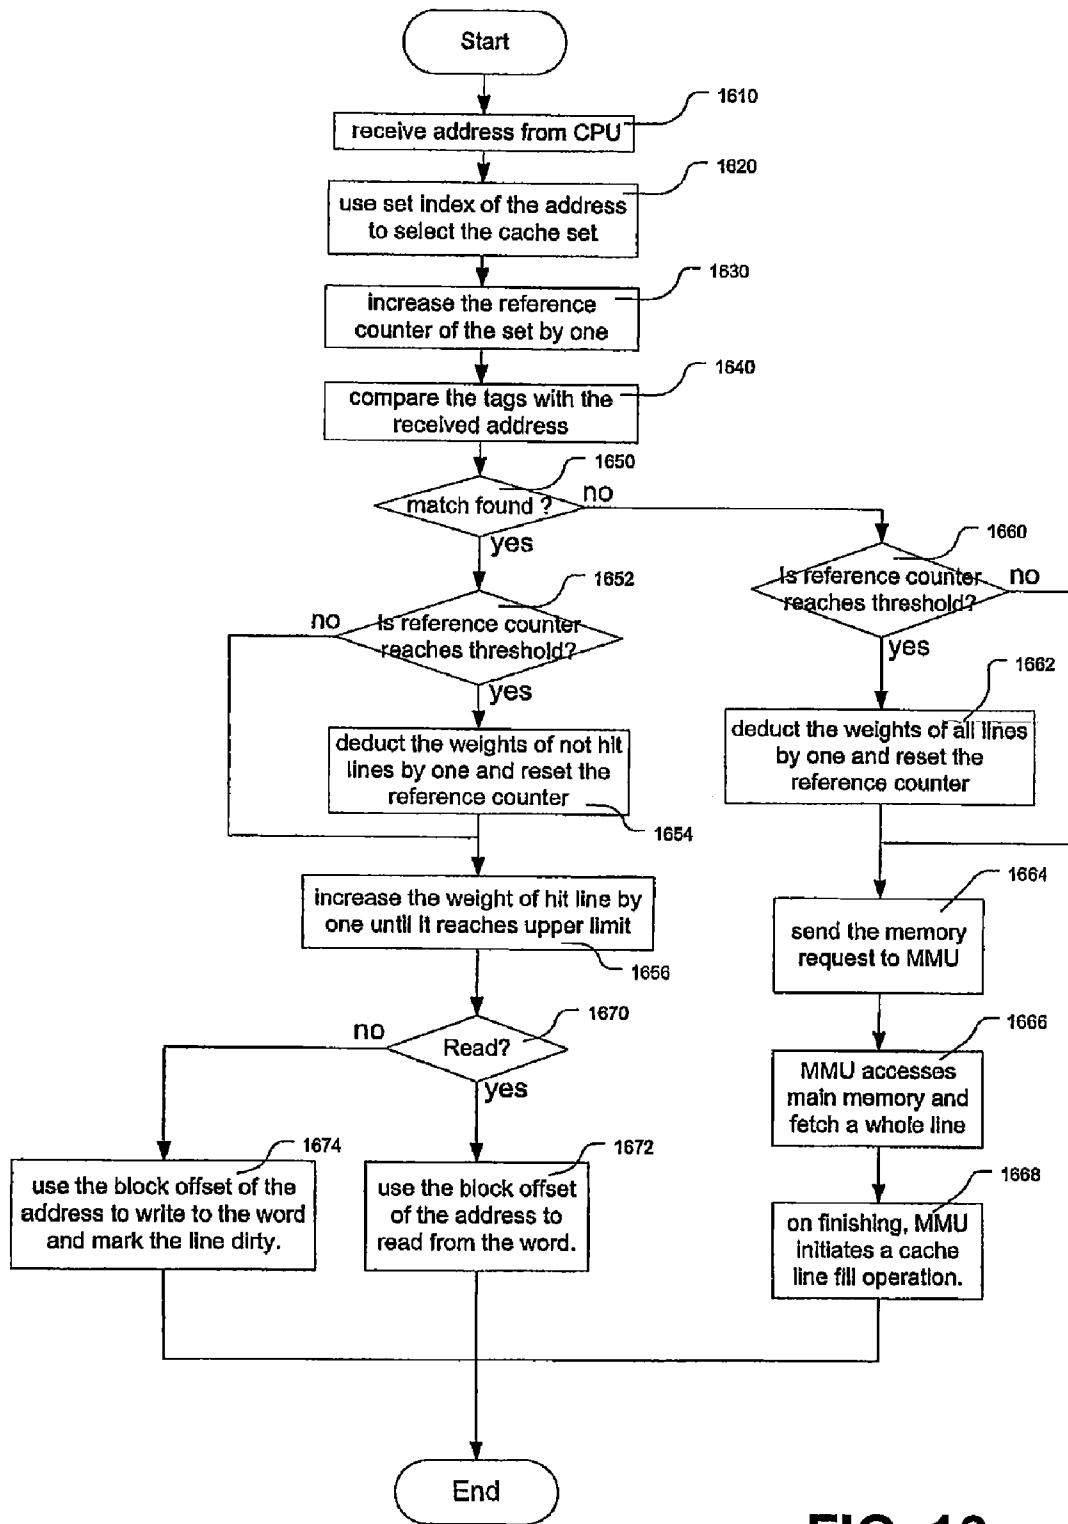 Start
1610
receive address from CPU
1620
use set index of the address
to select the cache set
1630
increase the reference
counter of the set by one
1640
compare the tags with the
received address
1650
match found ?
no
yes
1660
Is reference counter
reaches threshold?
no
yes
1652
Is reference counter
reaches threshold?
no
yes
1662
deduct the weights of all lines
by one and reset the
reference counter
deduct the weights of not hit
lines by one and reset the
reference counter
1654
1664
send the memory
request to MMU
increase the weight of hit line by
one until it reaches upper limit
1656
1670
Read?
no
yes
1666
MMU accesses
main memory and
fetch a whole line
1674
use the block offset of the
address to write to the word
and mark the line dirty.
1672
use the block offset
of the address to
read from the word.
1668
on finishing, MMU
initiates a cache
line fill operation.
End